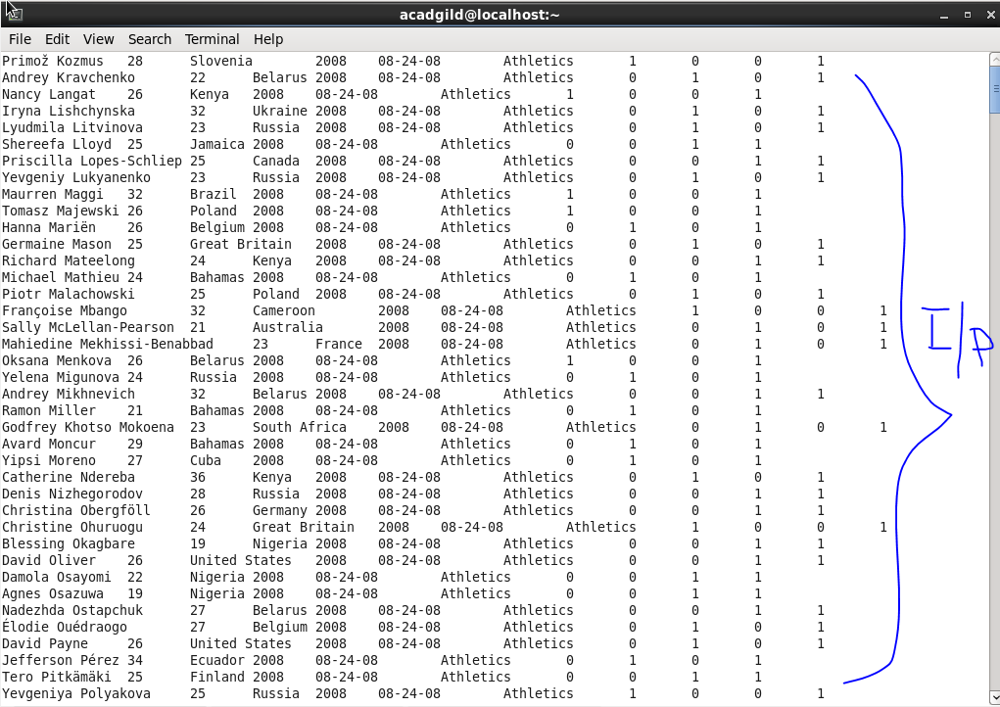 acadgild@localhost:~
File Edit View Search Terminal Help
Primož Kozmus 28 Slovenia 2008 08-24-08 Athletics 1 0 0 1
Andrey Kravchenko 22 Belarus 2008 08-24-08 Athletics 0 1 0 1
Nancy Langat 26 Kenya 2008 08-24-08 Athletics 1 0 0 1
Iryna Lishchynska 32 Ukraine 2008 08-24-08 Athletics 0 1 0 1
Lyudmila Litvinova 23 Russia 2008 08-24-08 Athletics 0 1 0 1
Shereefa Lloyd 25 Jamaica 2008 08-24-08 Athletics 0 0 1 1
Priscilla Lopes-Schliep 25 Canada 2008 08-24-08 Athletics 0 0 1 1
Yevgeniy Lukyanenko 23 Russia 2008 08-24-08 Athletics 0 1 0 1
Maurren Maggi 32 Brazil 2008 08-24-08 Athletics 1 0 0 1
Tomasz Majewski 26 Poland 2008 08-24-08 Athletics 1 0 0 1
Hanna Mariën 26 Belgium 2008 08-24-08 Athletics 0 1 0 1
Germaine Mason 25 Great Britain 2008 08-24-08 Athletics 0 1 0 1
Richard Mateelong 24 Kenya 2008 08-24-08 Athletics 0 0 1 1
Michael Mathieu 24 Bahamas 2008 08-24-08 Athletics 0 1 0 1
Piotr Malachowski 25 Poland 2008 08-24-08 Athletics 0 1 0 1
Françoise Mbango 32 Cameroon 2008 08-24-08 Athletics 1 0 0 1
Sally McLellan-Pearson 21 Australia 2008 08-24-08 Athletics 0 1 0 1
Mahiedine Mekhissi-Benabbad 23 France 2008 08-24-08 Athletics 0 1 0 1
Oksana Menkova 26 Belarus 2008 08-24-08 Athletics 1 0 0 1
Yelena Migunova 24 Russia 2008 08-24-08 Athletics 0 1 0 1
Andrey Mikhnevich 32 Belarus 2008 08-24-08 Athletics 0 0 1 1
Ramon Miller 21 Bahamas 2008 08-24-08 Athletics 0 1 0 1
Godfrey Khotso Mokoena 23 South Africa 2008 08-24-08 Athletics 0 1 0 1
Avard Moncur 29 Bahamas 2008 08-24-08 Athletics 0 1 0 1
Yipsi Moreno 27 Cuba 2008 08-24-08 Athletics 0 1 0 1
Catherine Ndereba 36 Kenya 2008 08-24-08 Athletics 0 1 0 1
Denis Nizhegorodov 28 Russia 2008 08-24-08 Athletics 0 0 1 1
Christina Obergföll 26 Germany 2008 08-24-08 Athletics 0 0 1 1
Christine Ohuruogu 24 Great Britain 2008 08-24-08 Athletics 1 0 0 1
Blessing Okagbare 19 Nigeria 2008 08-24-08 Athletics 0 0 1 1
David Oliver 26 United States 2008 08-24-08 Athletics 0 0 1 1
Damola Osayomi 22 Nigeria 2008 08-24-08 Athletics 0 0 1 1
Agnes Osazuwa 19 Nigeria 2008 08-24-08 Athletics 0 0 1 1
Nadezhda Ostapchuk 27 Belarus 2008 08-24-08 Athletics 0 0 1 1
Élodie Ouédraogo 27 Belgium 2008 08-24-08 Athletics 0 1 0 1
David Payne 26 United States 2008 08-24-08 Athletics 0 1 0 1
Jefferson Pérez 34 Ecuador 2008 08-24-08 Athletics 0 1 0 1
Tero Pitkämäki 25 Finland 2008 08-24-08 Athletics 0 0 1 1
Yevgeniya Polyakova 25 Russia 2008 08-24-08 Athletics 1 0 0 1
I/P